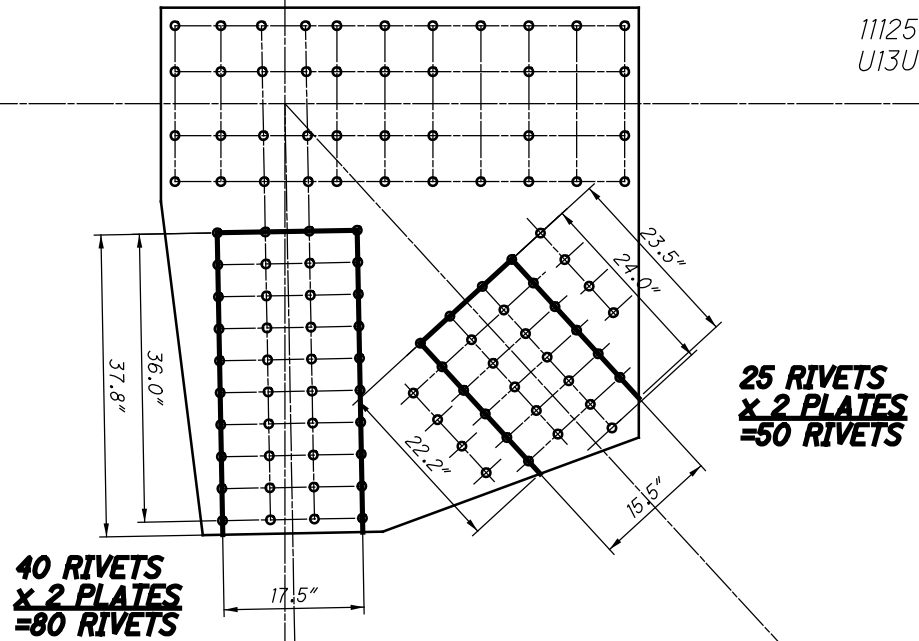 11125
U13U
23.5"
24.0"
25 RIVETS
x 2 PLATES
=50 RIVETS
37.8"
36.0"
22.2"
15.5"
40 RIVETS
x 2 PLATES
=80 RIVETS
17.5"